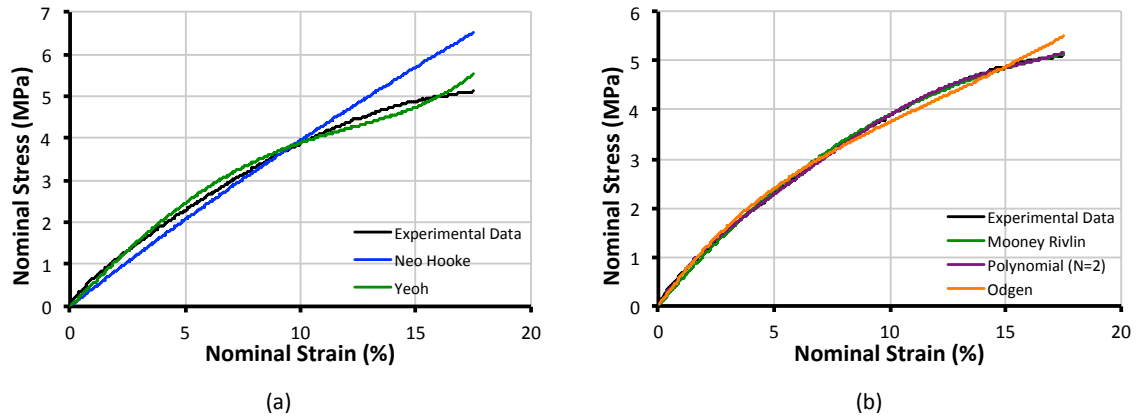 7
6
5
4
3
2
1
0
Nominal Stress (MPa)
Experimental Data
Neo Hooke
Yeoh
0 5 10 15 20
Nominal Strain (%)
(a)
6
5
4
3
2
1
0
Nominal Stress (MPa)
Experimental Data
Mooney Rivlin
Polynomial (N=2)
Odgen
0 5 10 15 20
Nominal Strain (%)
(b)